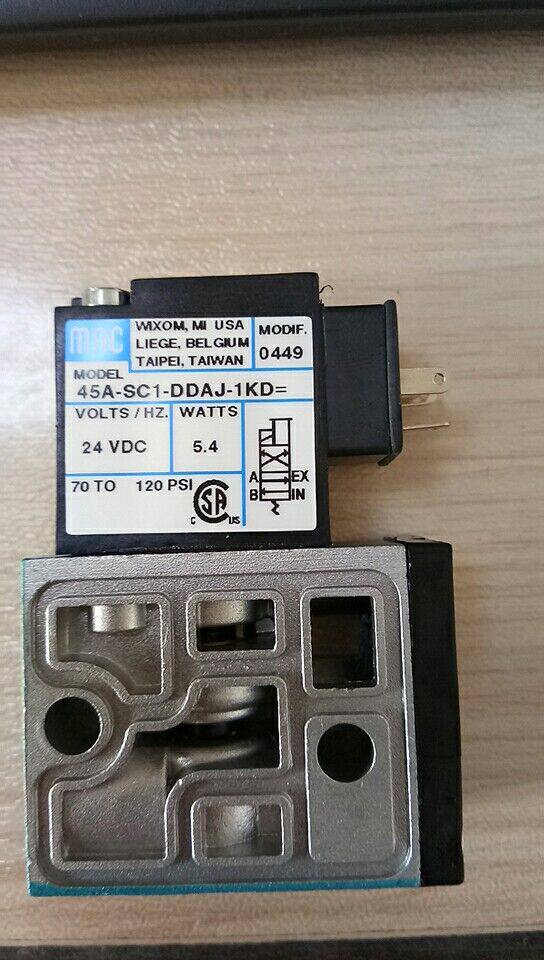 MAC
WIXOM, MI USA
LIEGE, BELGIUM
TAIPEI, TAIWAN
MODIF.
0449
MODEL
45A-SC1-DDAJ-1KD=
VOLTS / HZ.
WATTS
24 VDC
5.4
70 TO 120 PSI
C SA US
A EX
B IN